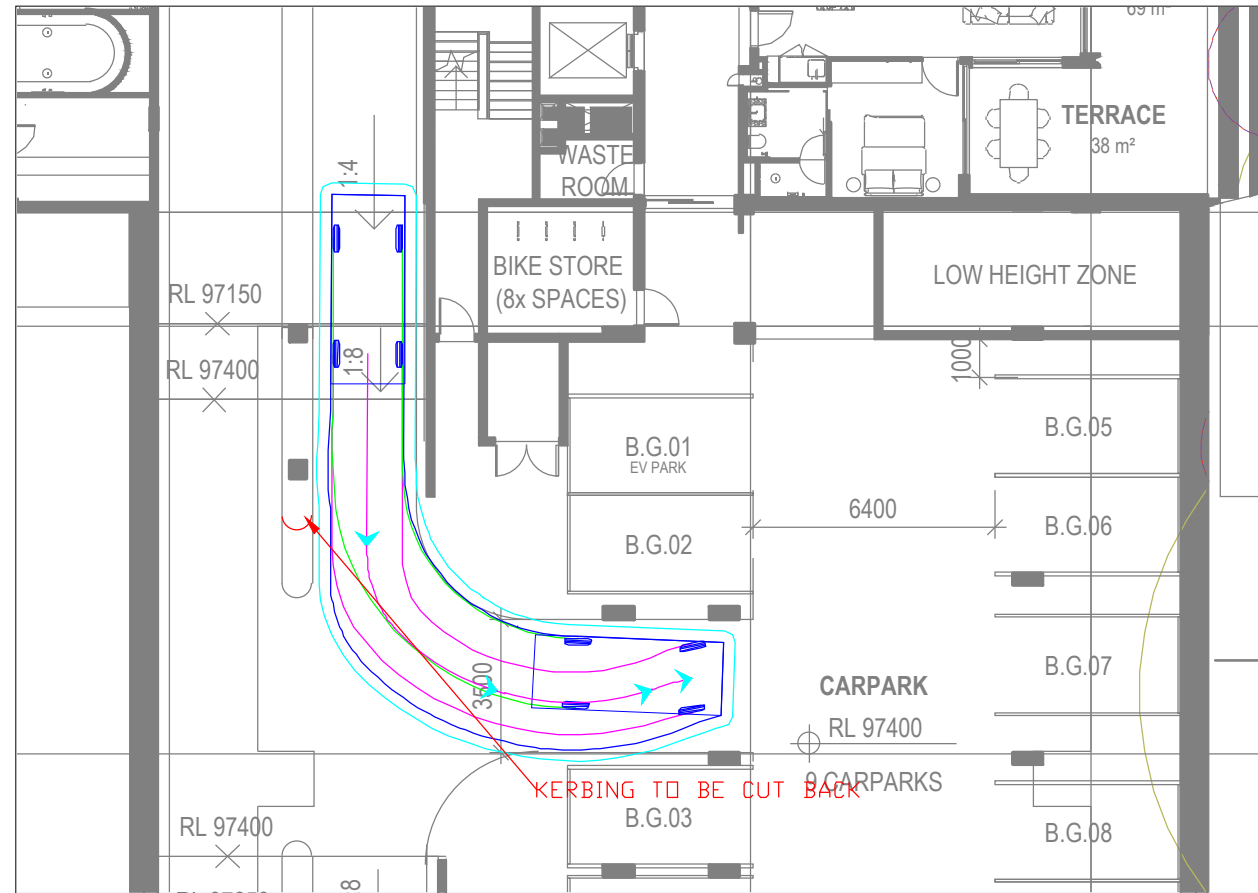 69 m²
TERRACE
38 m²
WASTE
ROOM
1:4
BIKE STORE
(8x SPACES)
LOW HEIGHT ZONE
RL 97150
1:8
RL 97400
1000
B.G.01
EV PARK
B.G.05
6400
B.G.02
B.G.06
3500
B.G.07
CARPARK
RL 97400
KERBING TO BE CUT BACK
9 CARPARKS
B.G.03
RL 97400
B.G.08